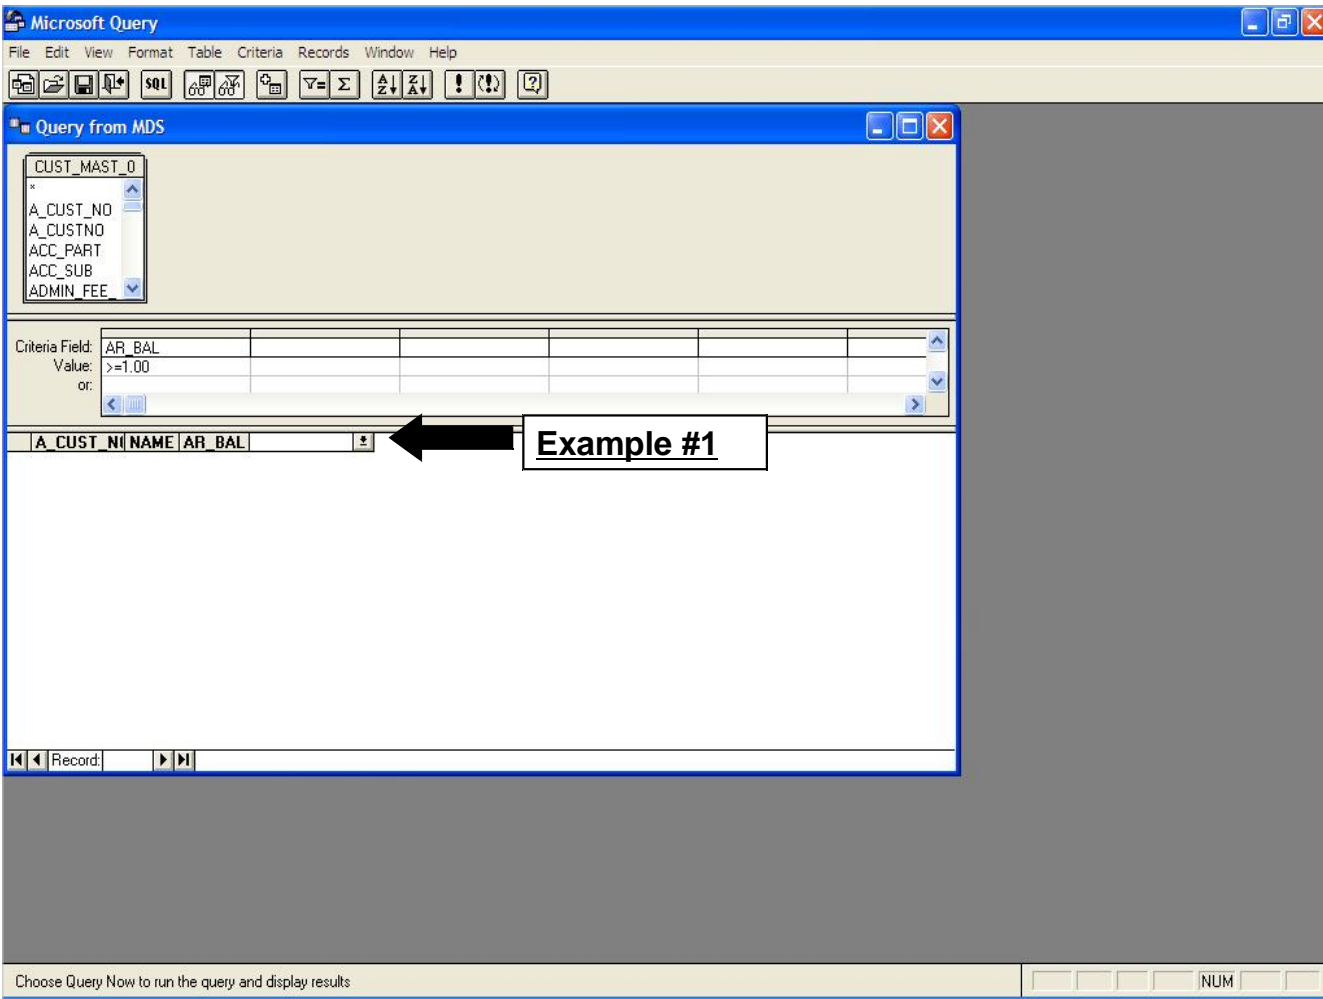 Microsoft Query
File Edit View Format Table Criteria Records Window Help
SQL
Query from MDS
CUST_MAST_0
*
A_CUST_NO
A_CUSTNO
ACC_PART
ACC_SUB
ADMIN_FEE_
Criteria Field: AR_BAL
Value: >=1.00
or:
A_CUST_N NAME AR_BAL
Example #1
Record:
Choose Query Now to run the query and display results NUM